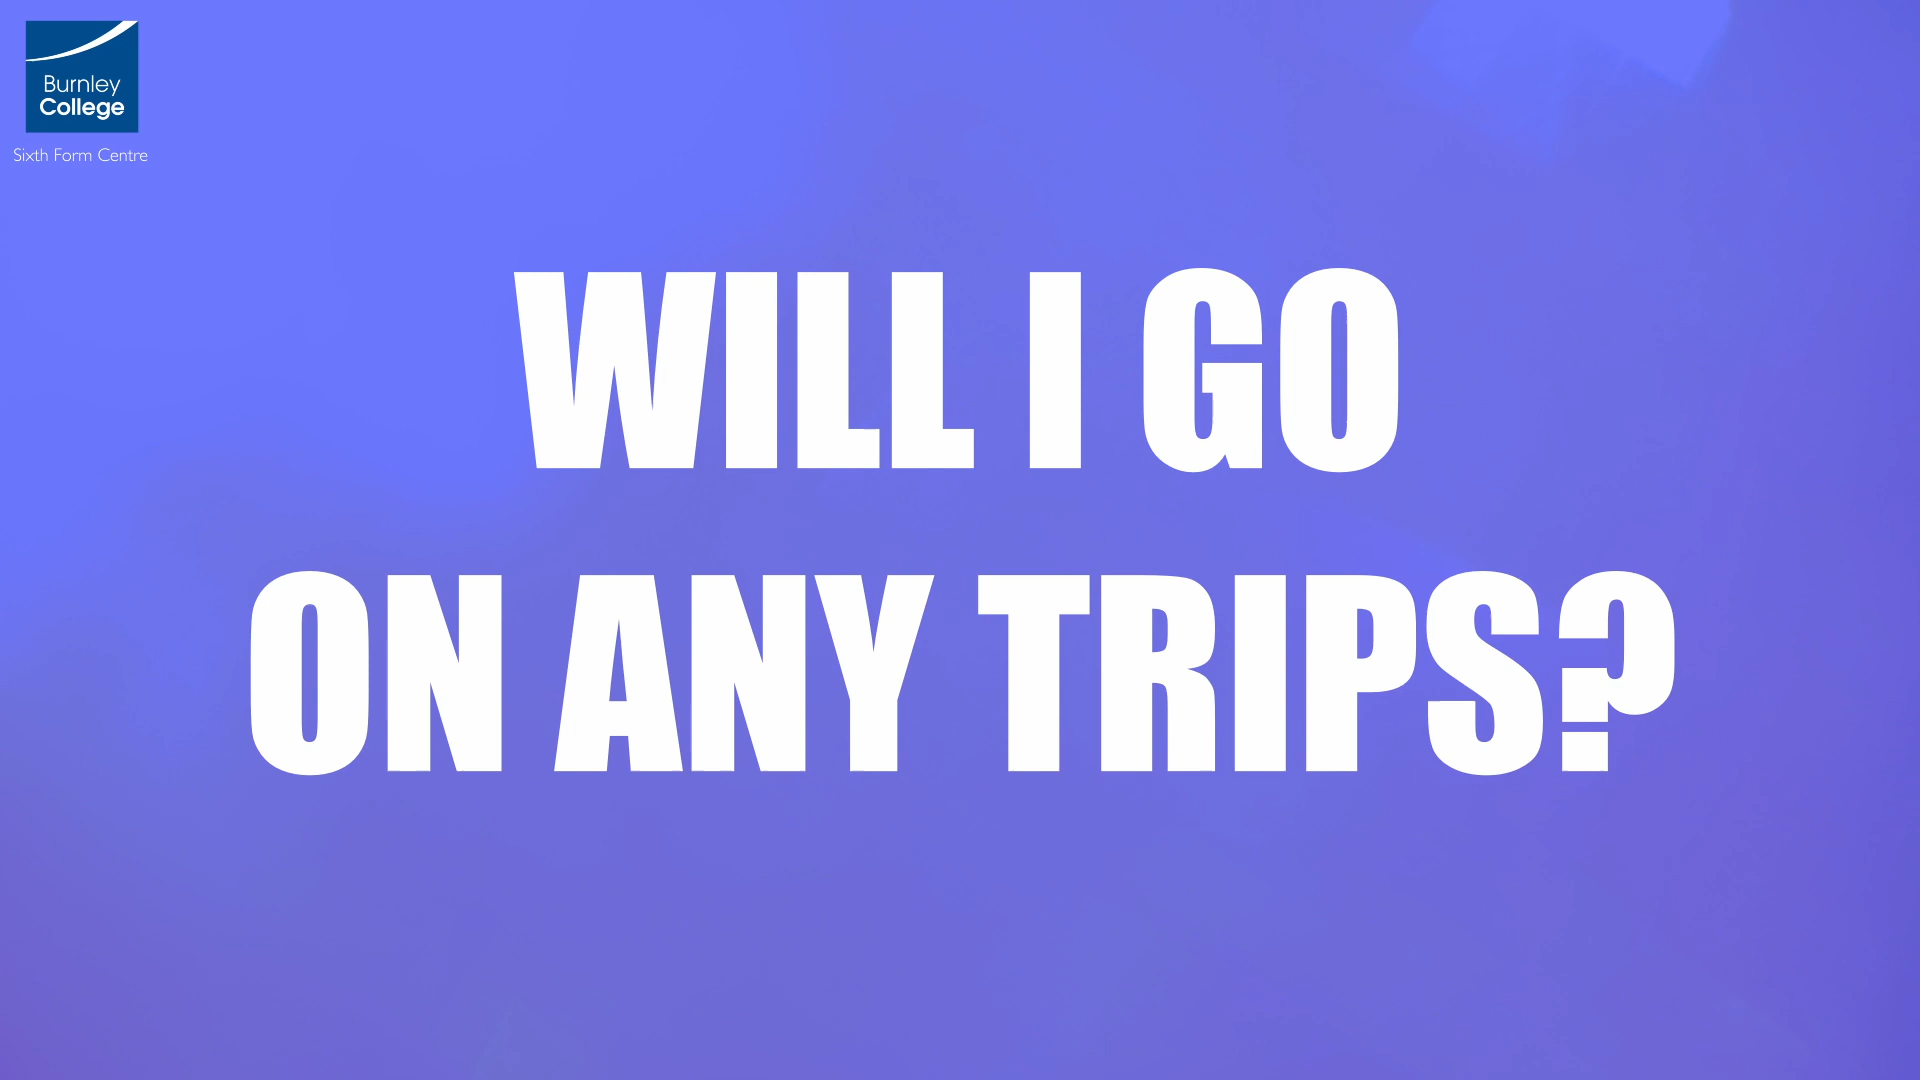 Burnley
College
Sixth Form Centre
WILL I GO
ON ANY TRIPS?